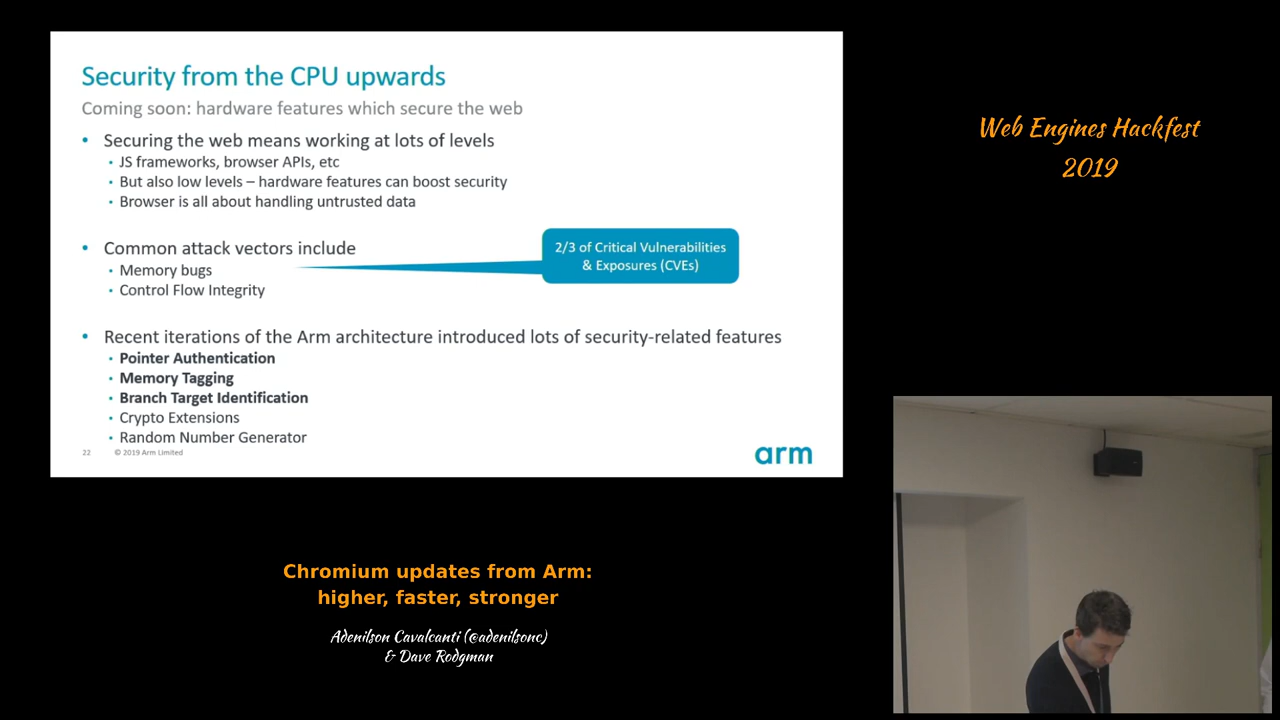 Security from the CPU upwards
Coming soon: hardware features which secure the web
• Securing the web means working at lots of levels
• JS frameworks, browser APIs, etc
• But also low levels – hardware features can boost security
• Browser is all about handling untrusted data
• Common attack vectors include
• Memory bugs
• Control Flow Integrity
2/3 of Critical Vulnerabilities
& Exposures (CVEs)
• Recent iterations of the Arm architecture introduced lots of security-related features
• Pointer Authentication
• Memory Tagging
• Branch Target Identification
• Crypto Extensions
• Random Number Generator
22 © 2019 Arm Limited
arm
Web Engines Hackfest
2019
Chromium updates from Arm:
higher, faster, stronger
Adenilson Cavalcanti (@adenilsonc)
& Dave Rodgman